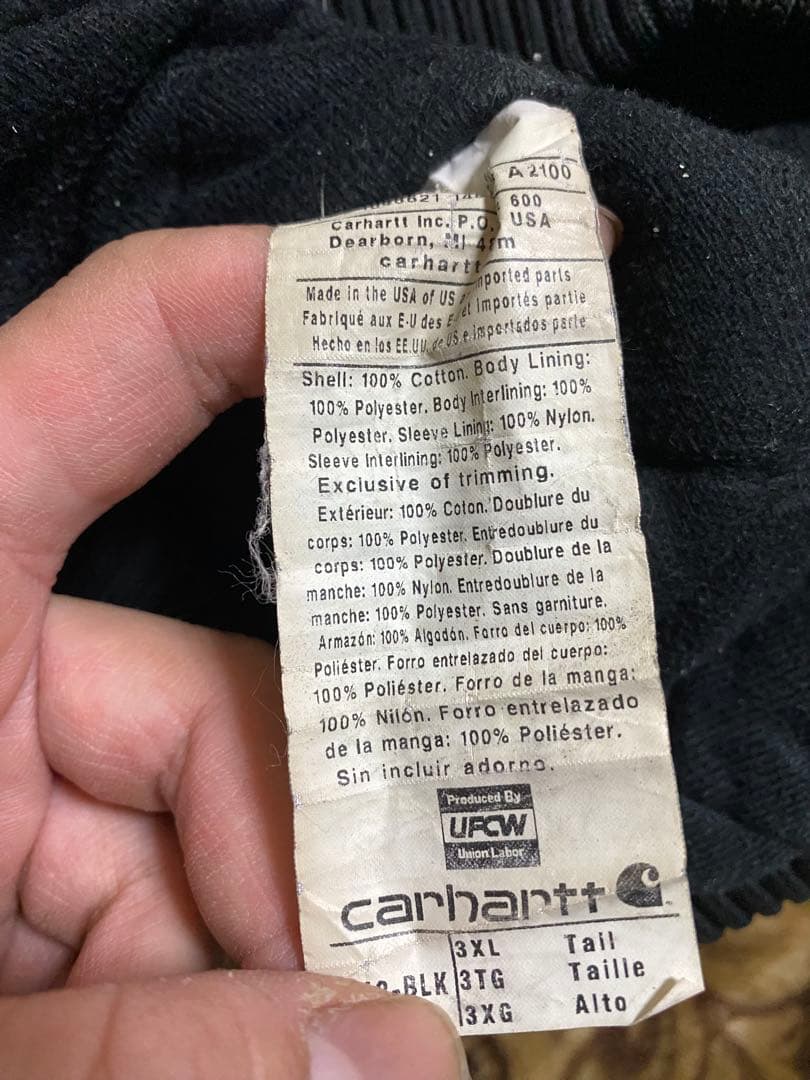 A 2100
600
Carhartt Inc. P.O. USA
Dearborn, MI
carhartt
Made in the USA of US imported parts
Fabriqué aux E-U des et Importés partie
Hecho en los EE.UU. de US e importados parte
Shell: 100% Cotton. Body Lining:
100% Polyester. Body Interlining: 100%
Polyester. Sleeve Lining: 100% Nylon.
Sleeve Interlining: 100% Polyester.
Exclusive of trimming.
Extérieur: 100% Coton. Doublure du
corps: 100% Polyester. Entredoublure du
corps: 100% Polyester. Doublure de la
manche: 100% Nylon. Entredoublure de la
manche: 100% Polyester. Sans garniture.
Armazón: 100% Algodón. Forro del cuerpo: 100%
Poliéster. Forro entrelazado del cuerpo:
100% Poliéster. Forro de la manga:
100% Nilón. Forro entrelazado
de la manga: 100% Poliéster.
Sin incluir adorno.
Produced By
UFCW
Union Labor
carhartt
3XL Tall
-BLK 3TG Taille
3XG Alto